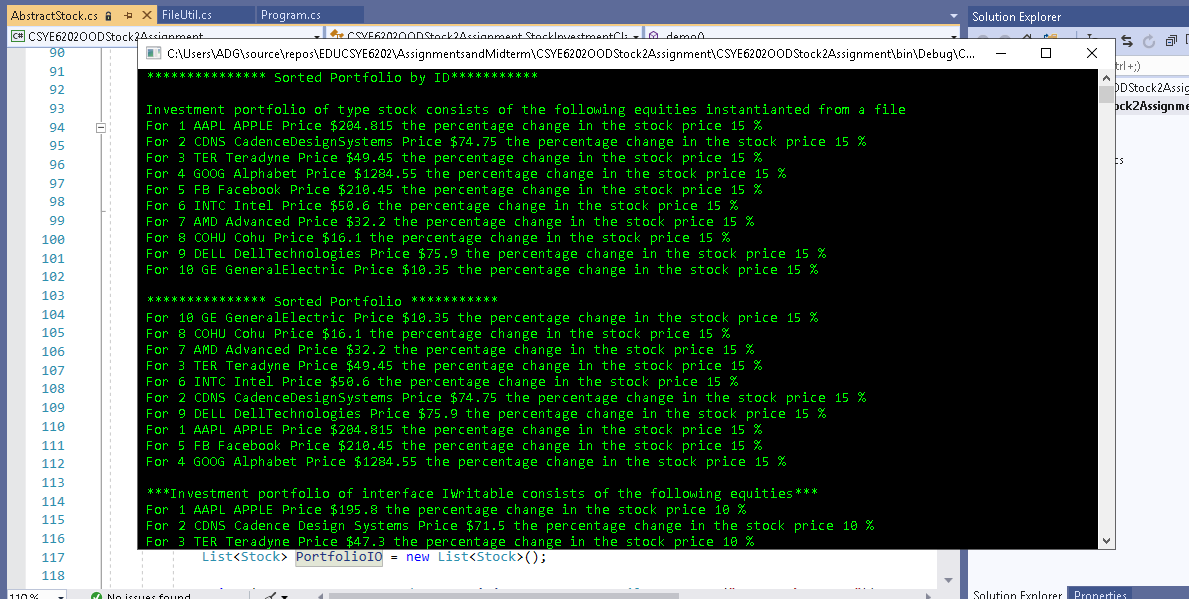 AbstractStock.cs FileUtil.cs Program.cs
Solution Explorer
CSYE6202OODStock2Assignment CSYE6202OODStock2Assignment.StockInvestmentCl demo()
C:\Users\ADG\source\repos\EDUCSYE6202\AssignmentsandMidterm\CSYE6202OODStock2Assignment\CSYE6202OODStock2Assignment\bin\Debug\C...
trl+;)
ODStock2Assig
ock2Assignme
cs
90
91
92
93
94
95
96
97
98
99
100
101
102
103
104
105
106
107
108
109
110
111
112
113
114
115
116
117
118
*************** Sorted Portfolio by ID***********
Investment portfolio of type stock consists of the following equities instantianted from a file
For 1 AAPL APPLE Price $204.815 the percentage change in the stock price 15 %
For 2 CDNS CadenceDesignSystems Price $74.75 the percentage change in the stock price 15 %
For 3 TER Teradyne Price $49.45 the percentage change in the stock price 15 %
For 4 GOOG Alphabet Price $1284.55 the percentage change in the stock price 15 %
For 5 FB Facebook Price $210.45 the percentage change in the stock price 15 %
For 6 INTC Intel Price $50.6 the percentage change in the stock price 15 %
For 7 AMD Advanced Price $32.2 the percentage change in the stock price 15 %
For 8 COHU Cohu Price $16.1 the percentage change in the stock price 15 %
For 9 DELL DellTechnologies Price $75.9 the percentage change in the stock price 15 %
For 10 GE GeneralElectric Price $10.35 the percentage change in the stock price 15 %
*************** Sorted Portfolio ***********
For 10 GE GeneralElectric Price $10.35 the percentage change in the stock price 15 %
For 8 COHU Cohu Price $16.1 the percentage change in the stock price 15 %
For 7 AMD Advanced Price $32.2 the percentage change in the stock price 15 %
For 3 TER Teradyne Price $49.45 the percentage change in the stock price 15 %
For 6 INTC Intel Price $50.6 the percentage change in the stock price 15 %
For 2 CDNS CadenceDesignSystems Price $74.75 the percentage change in the stock price 15 %
For 9 DELL DellTechnologies Price $75.9 the percentage change in the stock price 15 %
For 1 AAPL APPLE Price $204.815 the percentage change in the stock price 15 %
For 5 FB Facebook Price $210.45 the percentage change in the stock price 15 %
For 4 GOOG Alphabet Price $1284.55 the percentage change in the stock price 15 %
***Investment portfolio of interface IWritable consists of the following equities***
For 1 AAPL APPLE Price $195.8 the percentage change in the stock price 10 %
For 2 CDNS Cadence Design Systems Price $71.5 the percentage change in the stock price 10 %
For 3 TER Teradyne Price $47.3 the percentage change in the stock price 10 %
List<Stock> PortfolioIO = new List<Stock>();
110 % No issues found
Solution Explorer Properties